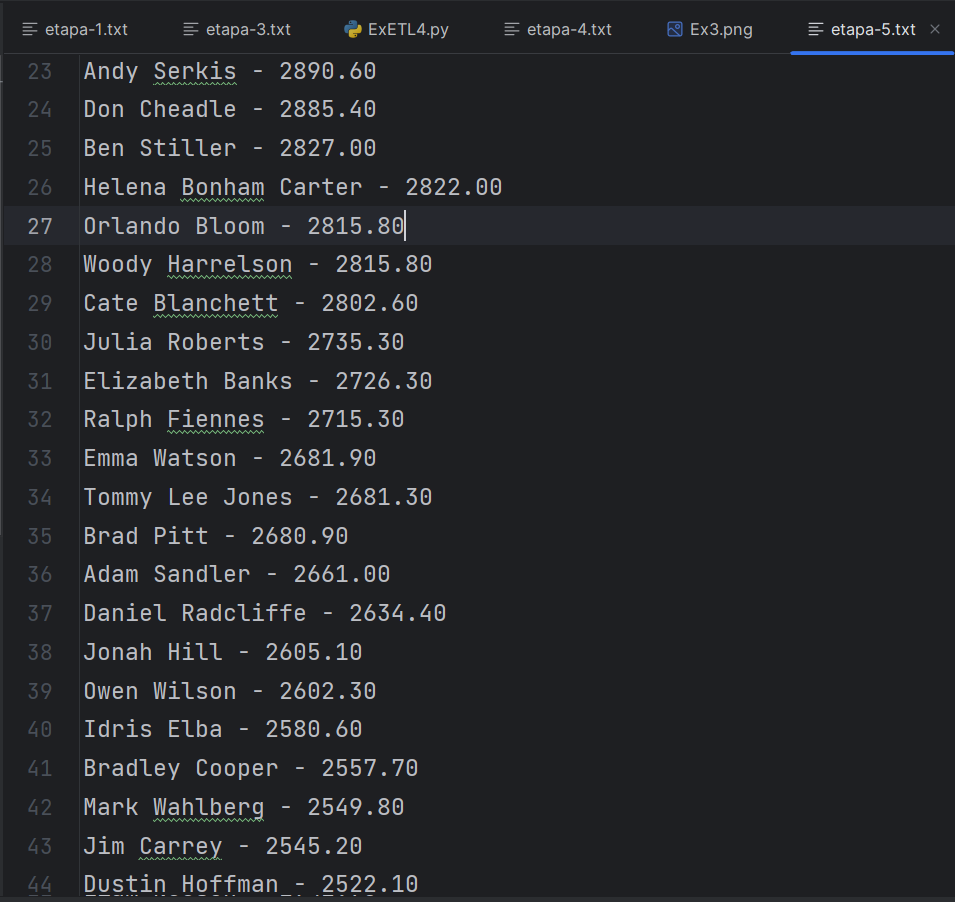 etapa-1.txt etapa-3.txt ExETL4.py etapa-4.txt Ex3.png etapa-5.txt
23 Andy Serkis - 2890.60
24 Don Cheadle - 2885.40
25 Ben Stiller - 2827.00
26 Helena Bonham Carter - 2822.00
27 Orlando Bloom - 2815.80
28 Woody Harrelson - 2815.80
29 Cate Blanchett - 2802.60
30 Julia Roberts - 2735.30
31 Elizabeth Banks - 2726.30
32 Ralph Fiennes - 2715.30
33 Emma Watson - 2681.90
34 Tommy Lee Jones - 2681.30
35 Brad Pitt - 2680.90
36 Adam Sandler - 2661.00
37 Daniel Radcliffe - 2634.40
38 Jonah Hill - 2605.10
39 Owen Wilson - 2602.30
40 Idris Elba - 2580.60
41 Bradley Cooper - 2557.70
42 Mark Wahlberg - 2549.80
43 Jim Carrey - 2545.20
44 Dustin Hoffman - 2522.10